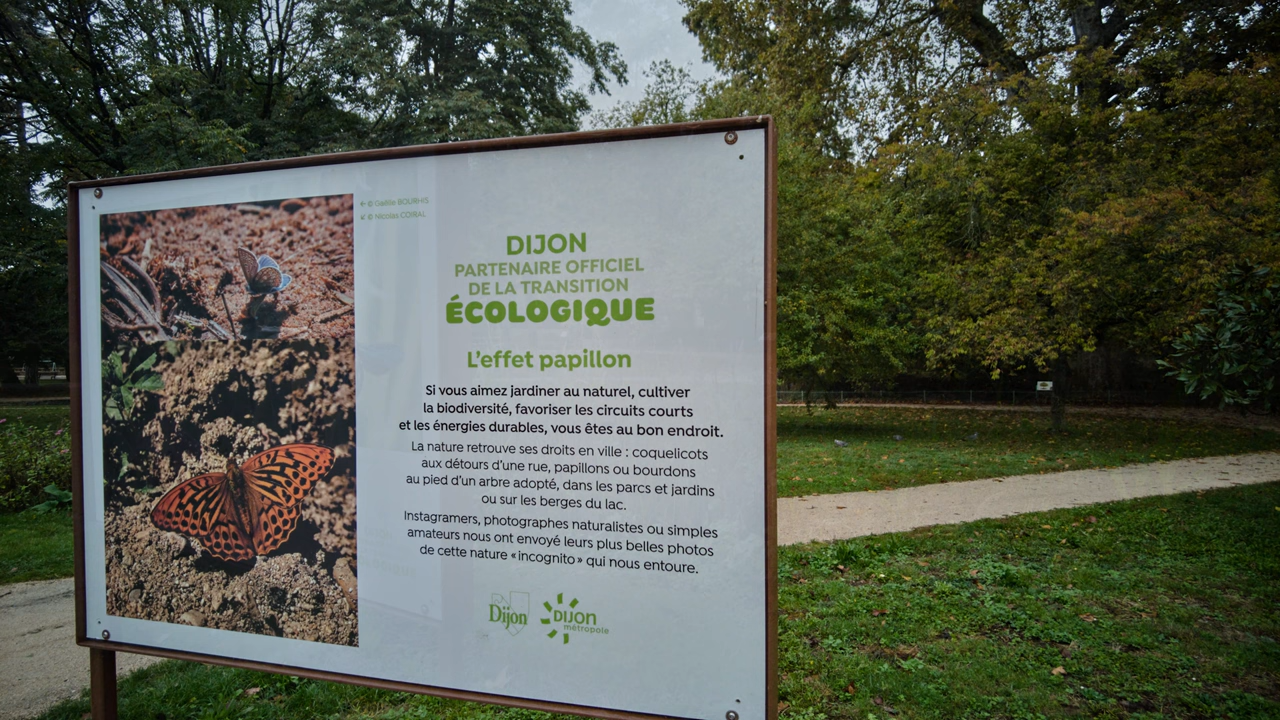 ← © Gaëlle BOURHIS
© Nicolas COIRAL
DIJON
PARTENAIRE OFFICIEL
DE LA TRANSITION
ÉCOLOGIQUE
L'effet papillon
Si vous aimez jardiner au naturel, cultiver
la biodiversité, favoriser les circuits courts
et les énergies durables, vous êtes au bon endroit.
La nature retrouve ses droits en ville : coquelicots
aux détours d'une rue, papillons ou bourdons
au pied d'un arbre adopté, dans les parcs et jardins
ou sur les berges du lac.
Instagramers, photographes naturalistes ou simples
amateurs nous ont envoyé leurs plus belles photos
de cette nature « incognito » qui nous entoure.
Dijon
DIJON
métropole